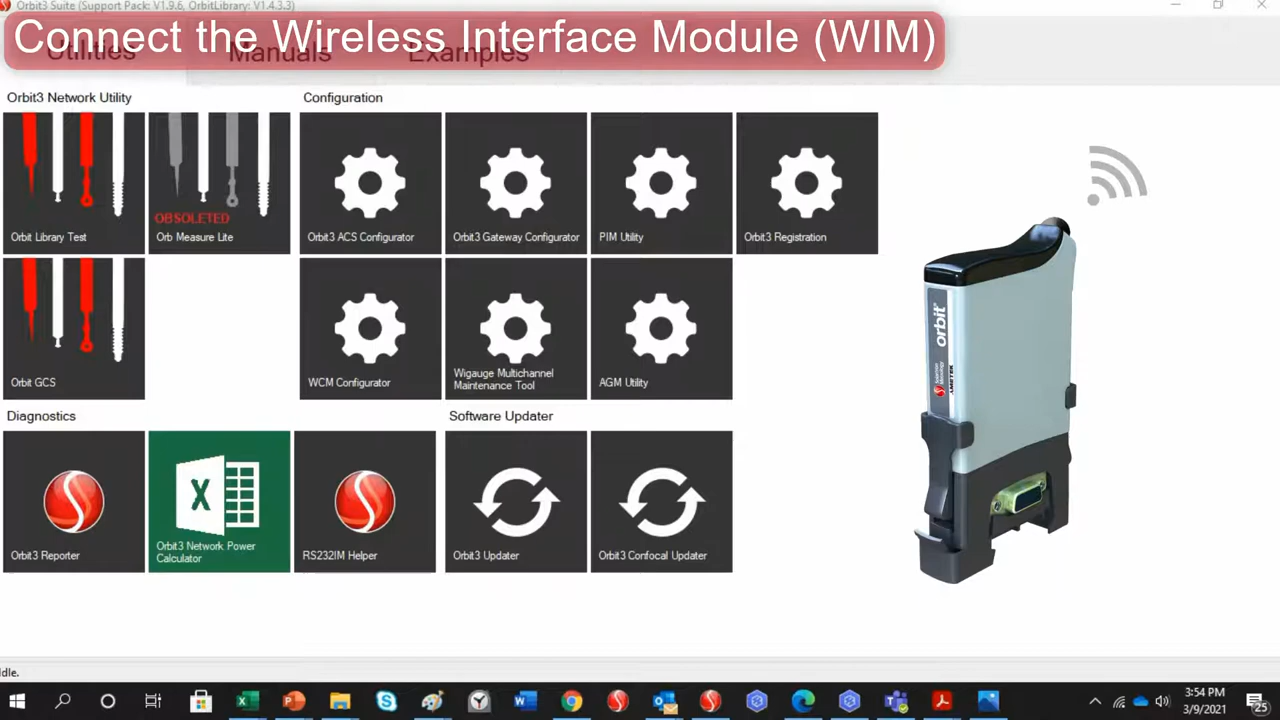 Orbit3 Suite (Support Pack: V1.9.6, OrbitLibrary: V1.4.3.3)
Connect the Wireless Interface Module (WIM)
Utilities
Manuals
Examples
Orbit3 Network Utility
Configuration
Orbit Library Test
OBSOLETED
Orb Measure Lite
Orbit3 ACS Configurator
Orbit3 Gateway Configurator
PIM Utility
Orbit3 Registration
Orbit GCS
WCM Configurator
Wigauge Multichannel
Maintenance Tool
AGM Utility
orbit
Solartron
Metrology
AMETEK
Diagnostics
Software Updater
Orbit3 Reporter
X
Orbit3 Network Power
Calculator
RS232IM Helper
Orbit3 Updater
Orbit3 Confocal Updater
dle.
3:54 PM
3/9/2021
25